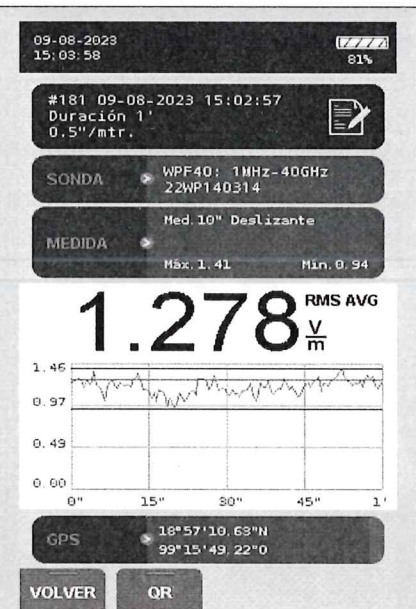 09-08-2023
15:03:58
81%
#181 09-08-2023 15:02:57
Duración 1'
0.5"/mtr.
SONDA
WPF40: 1MHz-40GHz
22WP140314
MEDIDA
Med.10" Deslizante
Máx.1.41 Min.0.94
1.278 RMS AVG V/m
1.46
0.97
0.49
0.00
0" 15" 30" 45" 1'
GPS
18°57'10.63"N
99°15'49.22"O
VOLVER QR